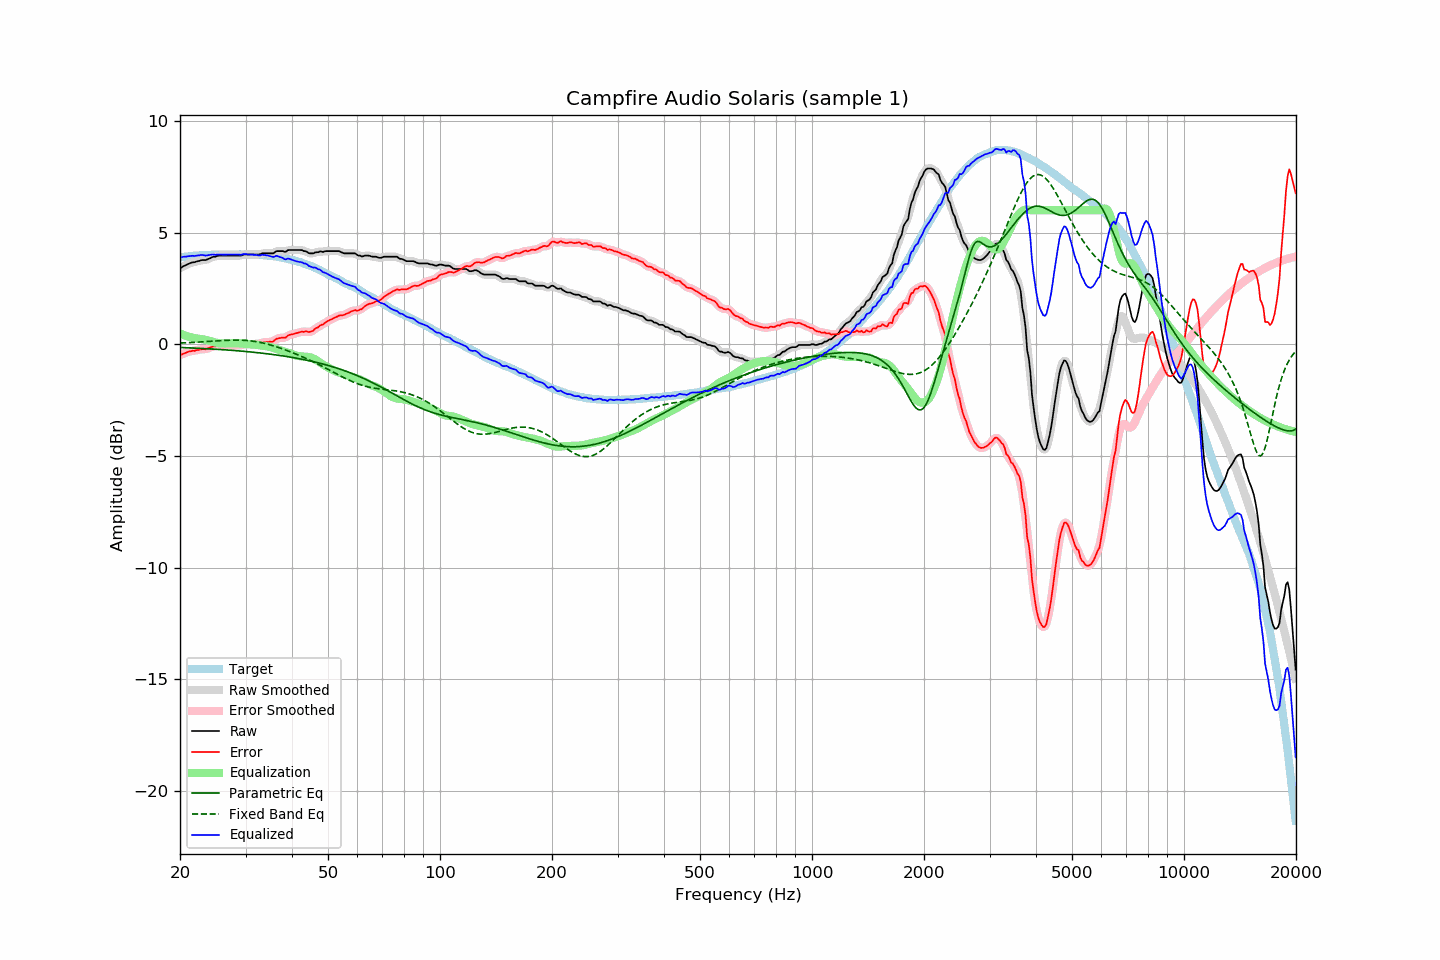 Campfire Audio Solaris (sample 1)
10
5
0
−5
−10
−15
−20
Amplitude (dBr)
Target
Raw Smoothed
Error Smoothed
Raw
Error
Equalization
Parametric Eq
Fixed Band Eq
Equalized
20 50 100 200 500 1000 2000 5000 10000 20000
Frequency (Hz)